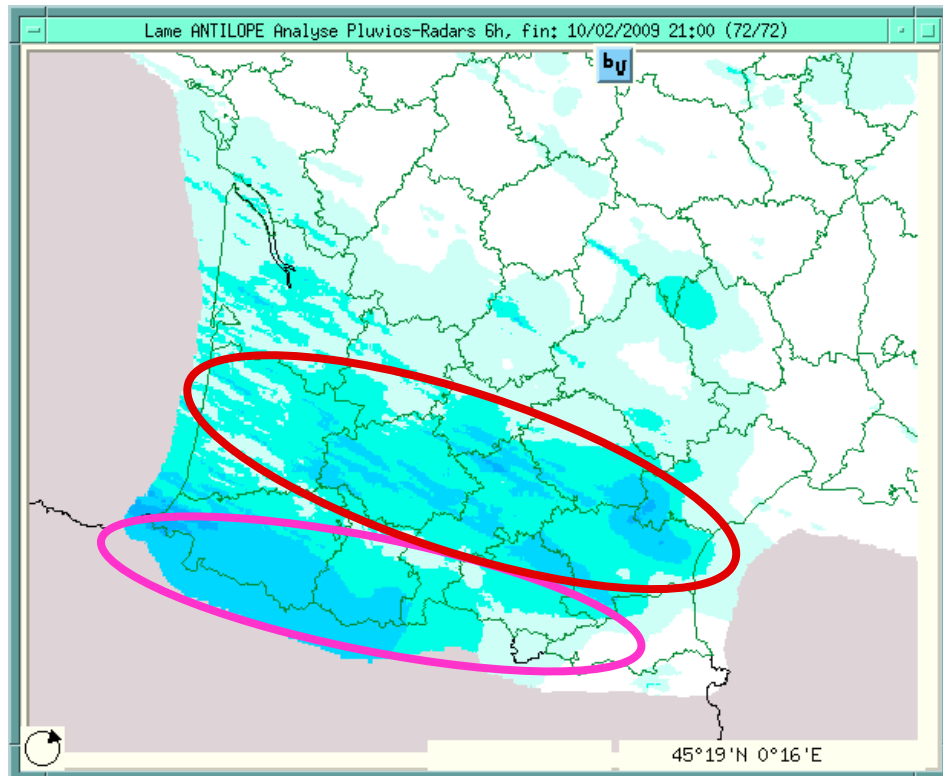 Lame ANTILOPE Analyse Pluvios-Radars 6h, fin: 10/02/2009 21:00 (72/72)
bU
45°19'N 0°16'E